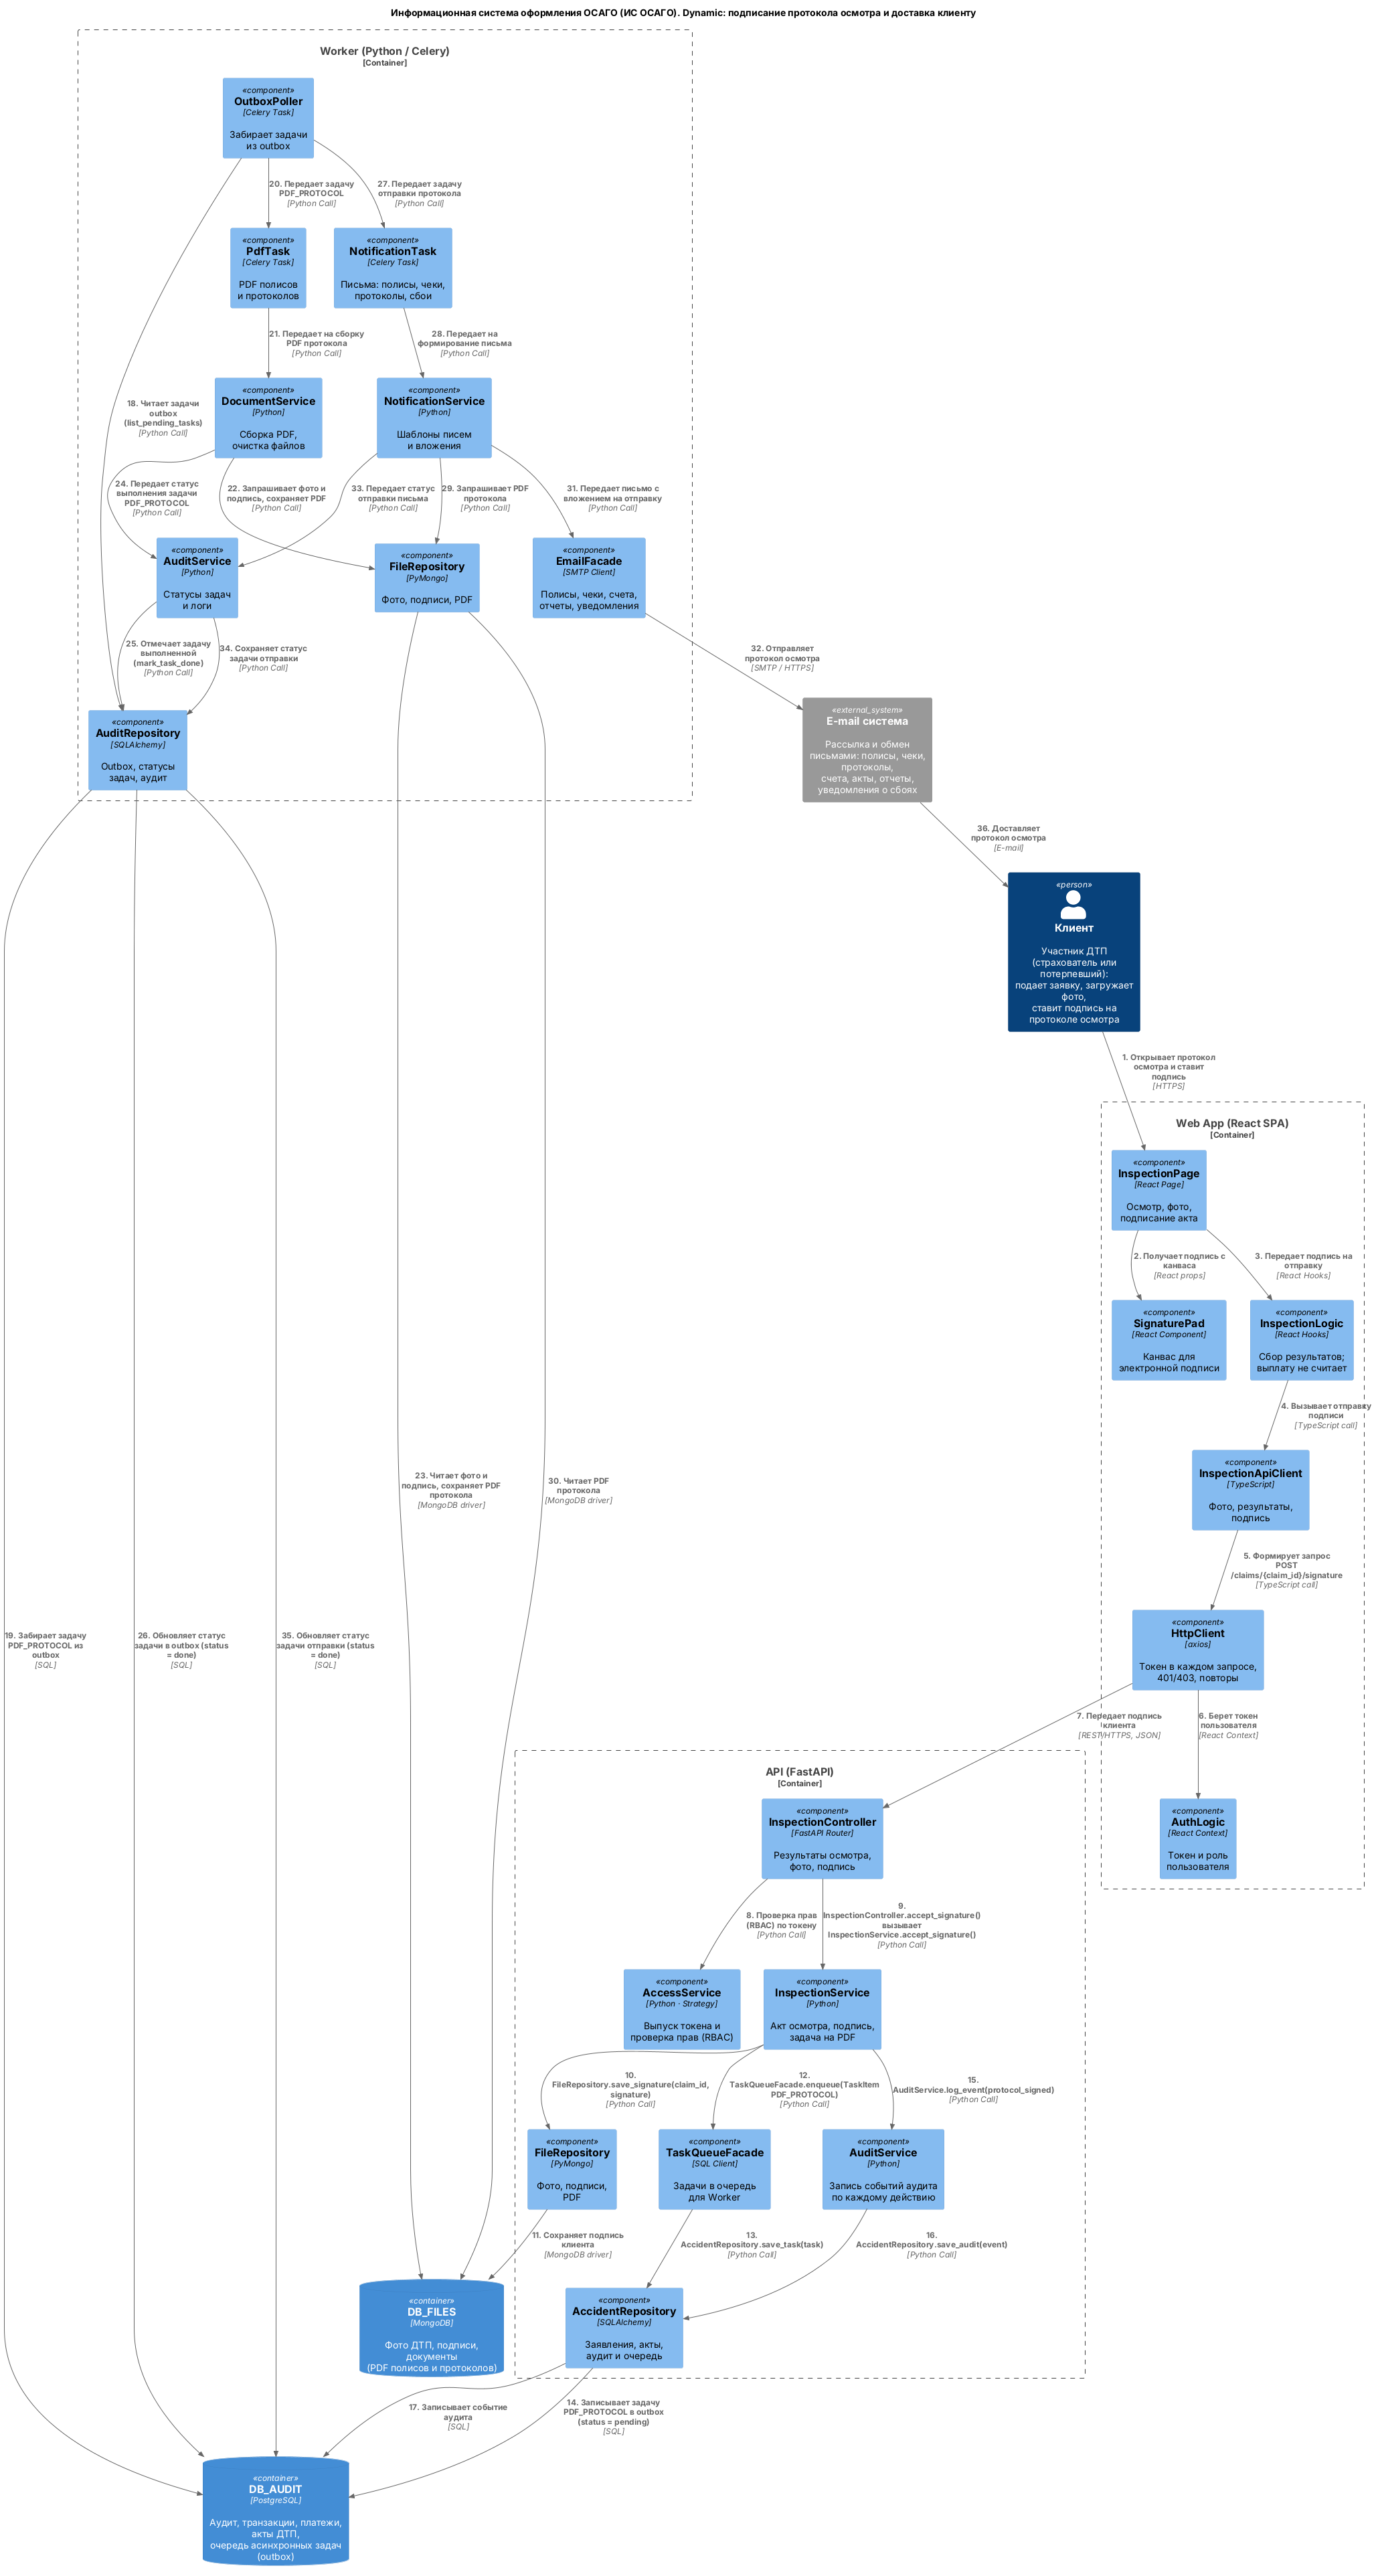 Информационная система оформления ОСАГО (ИС ОСАГО). Dynamic: подписание протокола осмотра и доставка клиенту
Worker (Python / Celery)
[Container]
«component»
OutboxPoller
[Celery Task]
Забирает задачи
из outbox
20. Передает задачу
PDF_PROTOCOL
[Python Call]
27. Передает задачу
отправки протокола
[Python Call]
«component»
PdfTask
[Celery Task]
PDF полисов
и протоколов
«component»
NotificationTask
[Celery Task]
Письма: полисы, чеки,
протоколы, сбои
21. Передает на сборку
PDF протокола
[Python Call]
28. Передает на
формирование письма
[Python Call]
18. Читает задачи
outbox
(list_pending_tasks)
[Python Call]
«component»
DocumentService
[Python]
Сборка PDF,
очистка файлов
«component»
NotificationService
[Python]
Шаблоны писем
и вложения
24. Передает статус
выполнения задачи
PDF_PROTOCOL
[Python Call]
22. Запрашивает фото и
подпись, сохраняет PDF
[Python Call]
33. Передает статус
отправки письма
[Python Call]
29. Запрашивает PDF
протокола
[Python Call]
31. Передает письмо с
вложением на отправку
[Python Call]
«component»
AuditService
[Python]
Статусы задач
и логи
«component»
FileRepository
[PyMongo]
Фото, подписи, PDF
«component»
EmailFacade
[SMTP Client]
Полисы, чеки, счета,
отчеты, уведомления
25. Отмечает задачу
выполненной
(mark_task_done)
[Python Call]
34. Сохраняет статус
задачи отправки
[Python Call]
32. Отправляет
протокол осмотра
[SMTP / HTTPS]
«component»
AuditRepository
[SQLAlchemy]
Outbox, статусы
задач, аудит
«external_system»
E-mail система
Рассылка и обмен
письмами: полисы, чеки,
протоколы,
счета, акты, отчеты,
уведомления о сбоях
36. Доставляет
протокол осмотра
[E-mail]
«person»
Клиент
Участник ДТП
(страхователь или
потерпевший):
подает заявку, загружает
фото,
ставит подпись на
протоколе осмотра
1. Открывает протокол
осмотра и ставит
подпись
[HTTPS]
Web App (React SPA)
[Container]
«component»
InspectionPage
[React Page]
Осмотр, фото,
подписание акта
2. Получает подпись с
канваса
[React props]
3. Передает подпись на
отправку
[React Hooks]
«component»
SignaturePad
[React Component]
Канвас для
электронной подписи
«component»
InspectionLogic
[React Hooks]
Сбор результатов;
выплату не считает
4. Вызывает отправку
подписи
[TypeScript call]
«component»
InspectionApiClient
[TypeScript]
Фото, результаты,
подпись
23. Читает фото и
подпись, сохраняет PDF
протокола
[MongoDB driver]
30. Читает PDF
протокола
[MongoDB driver]
5. Формирует запрос
POST
/claims/{claim_id}/signature
[TypeScript call]
«component»
HttpClient
[axios]
Токен в каждом запросе,
401/403, повторы
19. Забирает задачу
PDF_PROTOCOL из
outbox
[SQL]
26. Обновляет статус
задачи в outbox (status
= done)
[SQL]
35. Обновляет статус
задачи отправки (status
= done)
[SQL]
7. Передает подпись
клиента
[REST/HTTPS, JSON]
6. Берет токен
пользователя
[React Context]
«component»
AuthLogic
[React Context]
Токен и роль
пользователя
API (FastAPI)
[Container]
«component»
InspectionController
[FastAPI Router]
Результаты осмотра,
фото, подпись
8. Проверка прав
(RBAC) по токену
[Python Call]
9.
InspectionController.accept_signature()
вызывает
InspectionService.accept_signature()
[Python Call]
«component»
AccessService
[Python · Strategy]
Выпуск токена и
проверка прав (RBAC)
«component»
InspectionService
[Python]
Акт осмотра, подпись,
задача на PDF
10.
FileRepository.save_signature(claim_id,
signature)
[Python Call]
12.
TaskQueueFacade.enqueue(TaskItem
PDF_PROTOCOL)
[Python Call]
15.
AuditService.log_event(protocol_signed)
[Python Call]
«component»
FileRepository
[PyMongo]
Фото, подписи,
PDF
«component»
TaskQueueFacade
[SQL Client]
Задачи в очередь
для Worker
«component»
AuditService
[Python]
Запись событий аудита
по каждому действию
11. Сохраняет подпись
клиента
[MongoDB driver]
13.
AccidentRepository.save_task(task)
[Python Call]
16.
AccidentRepository.save_audit(event)
[Python Call]
«container»
DB_FILES
[MongoDB]
Фото ДТП, подписи,
документы
(PDF полисов и протоколов)
«component»
AccidentRepository
[SQLAlchemy]
Заявления, акты,
аудит и очередь
17. Записывает событие
аудита
[SQL]
14. Записывает задачу
PDF_PROTOCOL в outbox
(status = pending)
[SQL]
«container»
DB_AUDIT
[PostgreSQL]
Аудит, транзакции, платежи,
акты ДТП,
очередь асинхронных задач
(outbox)